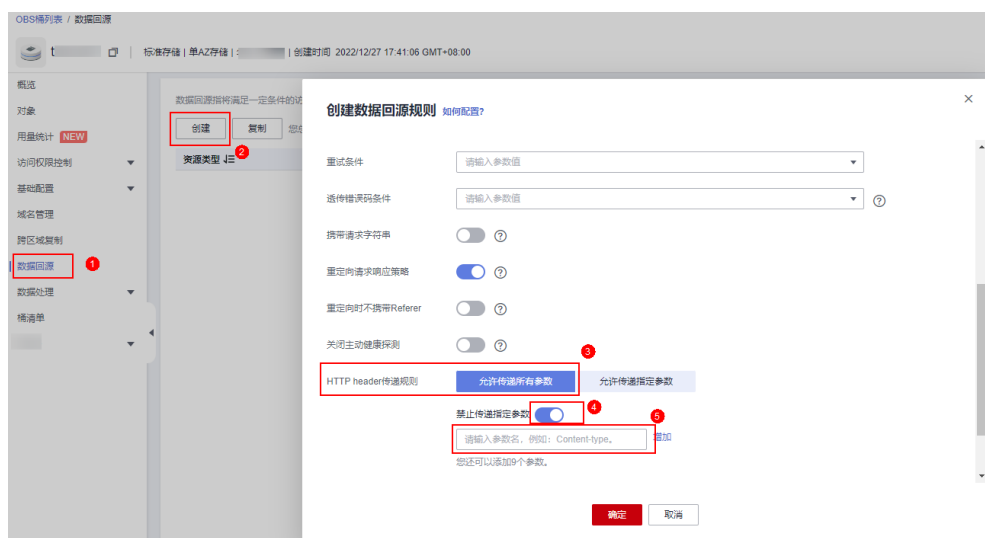 OBS桶列表 / 数据回源
t
标准存储 | 单AZ存储 | | 创建时间 2022/12/27 17:41:06 GMT+08:00
概览
对象
用量统计 NEW
访问权限控制
基础配置
域名管理
跨区域复制
数据回源 1
数据处理
桶清单
数据回源指将满足一定条件的访
创建 复制
2
资源类型
创建数据回源规则 如何配置?
重试条件 请输入参数值
透传错误码条件 请输入参数值
携带请求字符串
重定向请求响应策略
重定向时不携带Referer
关闭主动健康探测
3
HTTP header传递规则 允许传递所有参数 允许传递指定参数
禁止传递指定参数 4
5
请输入参数名，例如：Content-type。 增加
您还可以添加9个参数。
确定 取消